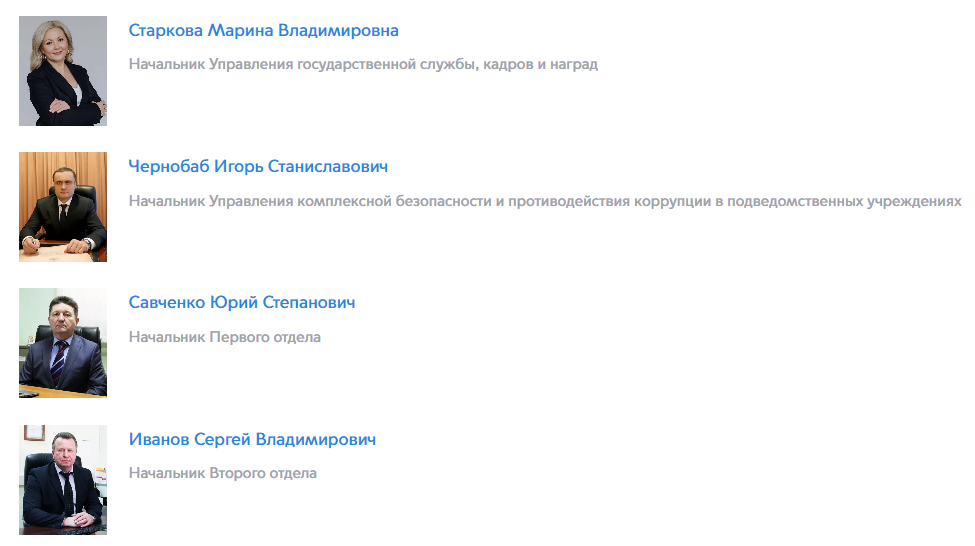 Старкова Марина Владимировна
Начальник Управления государственной службы, кадров и наград
Чернобаб Игорь Станиславович
Начальник Управления комплексной безопасности и противодействия коррупции в подведомственных учреждениях
Савченко Юрий Степанович
Начальник Первого отдела
Иванов Сергей Владимирович
Начальник Второго отдела